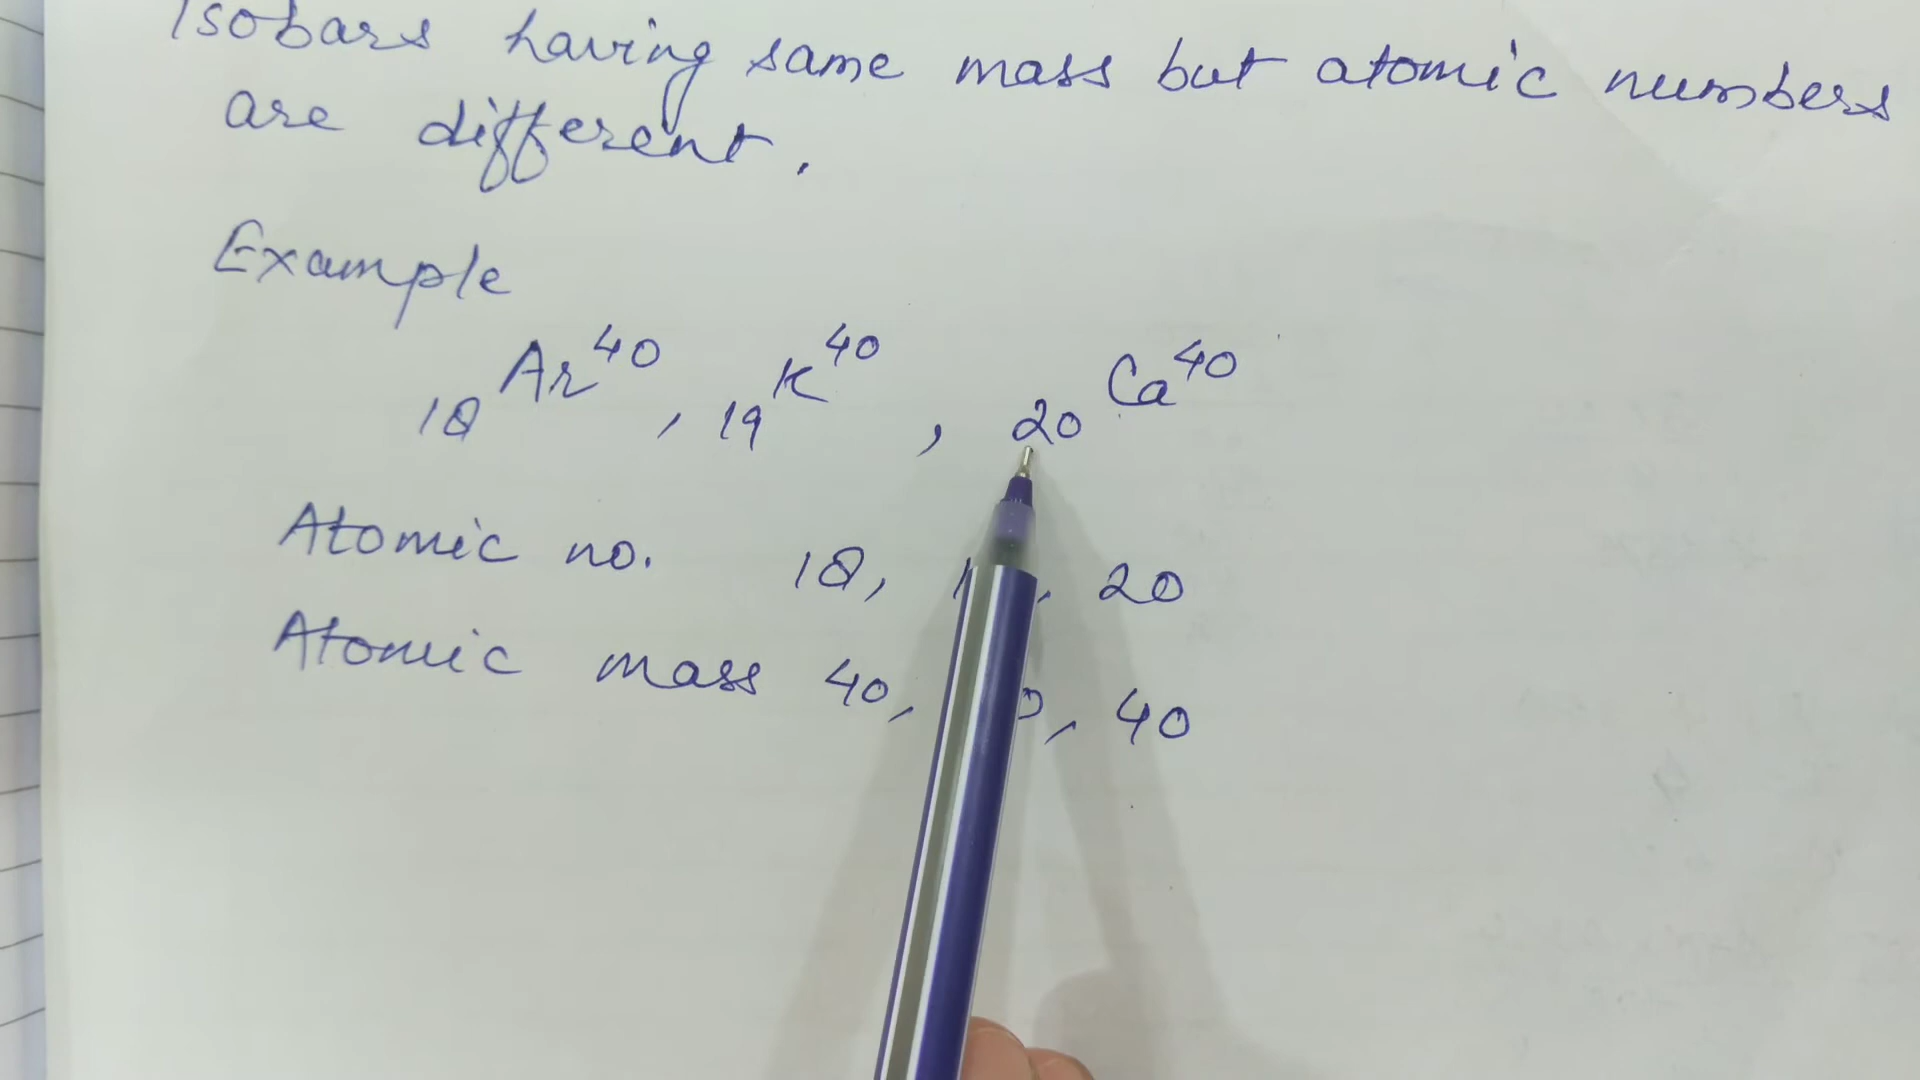 Isobars having same mass but atomic numbers
are different.
Example
18 Ar 40, 19 K 40, 20 Ca 40
Atomic no. 18, , 20
Atomic mass 40, , 40